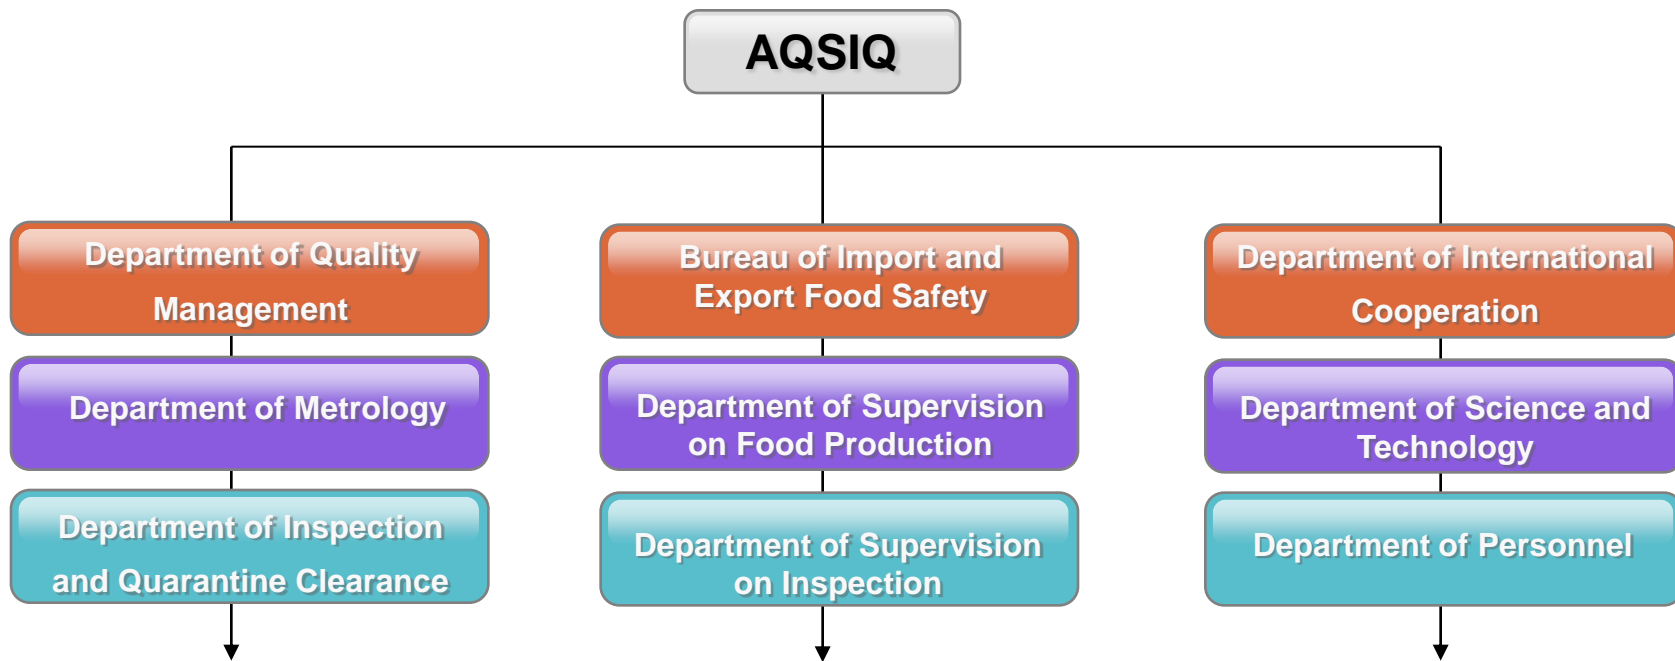 AQSIQ
Department of Quality
Management
Bureau of Import and
Export Food Safety
Department of International
Cooperation
Department of Metrology
Department of Supervision
on Food Production
Department of Science and
Technology
Department of Inspection
and Quarantine Clearance
Department of Supervision
on Inspection
Department of Personnel